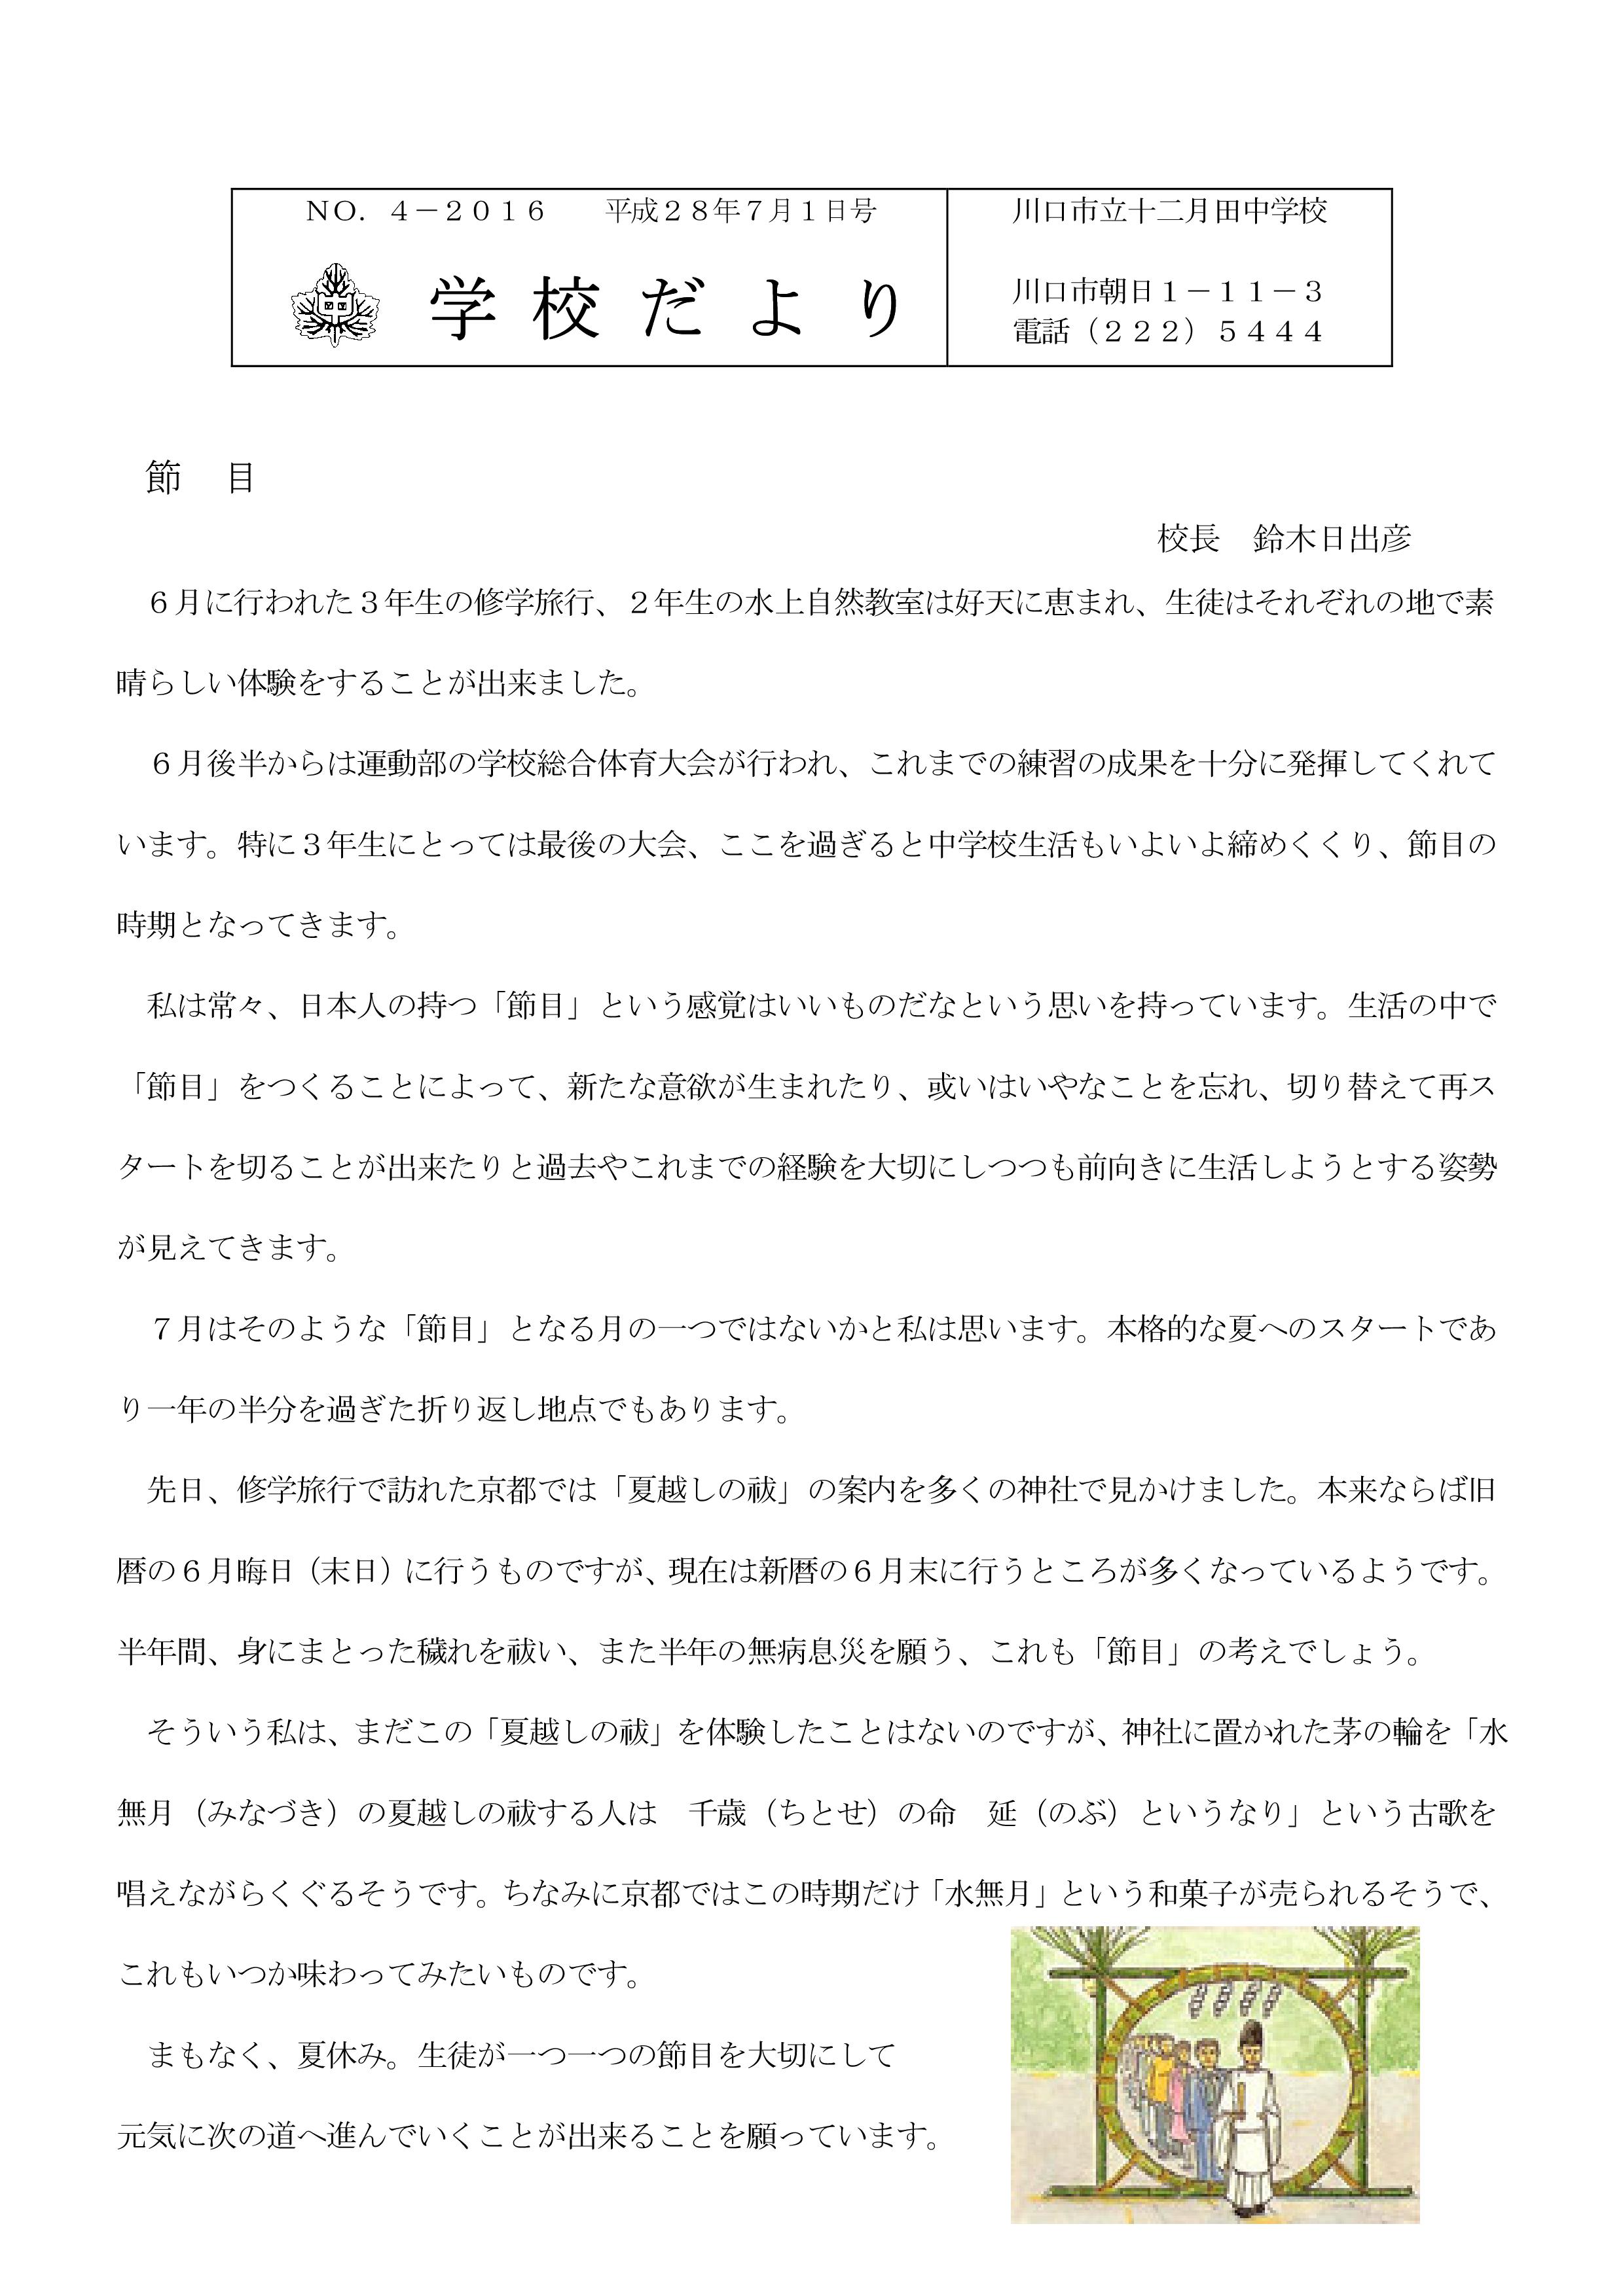 ＮＯ．４－２０１６　　平成２８年７月１日号
学校だより
川口市立十二月田中学校
川口市朝日１－１１－３
電話（２２２）５４４４
節　目
校長　鈴木日出彦
　６月に行われた３年生の修学旅行、２年生の水上自然教室は好天に恵まれ、生徒はそれぞれの地で素
晴らしい体験をすることが出来ました。
　６月後半からは運動部の学校総合体育大会が行われ、これまでの練習の成果を十分に発揮してくれて
います。特に３年生にとっては最後の大会、ここを過ぎると中学校生活もいよいよ締めくくり、節目の
時期となってきます。
　私は常々、日本人の持つ「節目」という感覚はいいものだなという思いを持っています。生活の中で
「節目」をつくることによって、新たな意欲が生まれたり、或いはいやなことを忘れ、切り替えて再ス
タートを切ることが出来たりと過去やこれまでの経験を大切にしつつも前向きに生活しようとする姿勢
が見えてきます。
　７月はそのような「節目」となる月の一つではないかと私は思います。本格的な夏へのスタートであ
り一年の半分を過ぎた折り返し地点でもあります。
　先日、修学旅行で訪れた京都では「夏越しの祓」の案内を多くの神社で見かけました。本来ならば旧
暦の６月晦日（末日）に行うものですが、現在は新暦の６月末に行うところが多くなっているようです。
半年間、身にまとった穢れを祓い、また半年の無病息災を願う、これも「節目」の考えでしょう。
　そういう私は、まだこの「夏越しの祓」を体験したことはないのですが、神社に置かれた茅の輪を「水
無月（みなづき）の夏越しの祓する人は　千歳（ちとせ）の命　延（のぶ）というなり」という古歌を
唱えながらくぐるそうです。ちなみに京都ではこの時期だけ「水無月」という和菓子が売られるそうで、
これもいつか味わってみたいものです。
　まもなく、夏休み。生徒が一つ一つの節目を大切にして
元気に次の道へ進んでいくことが出来ることを願っています。